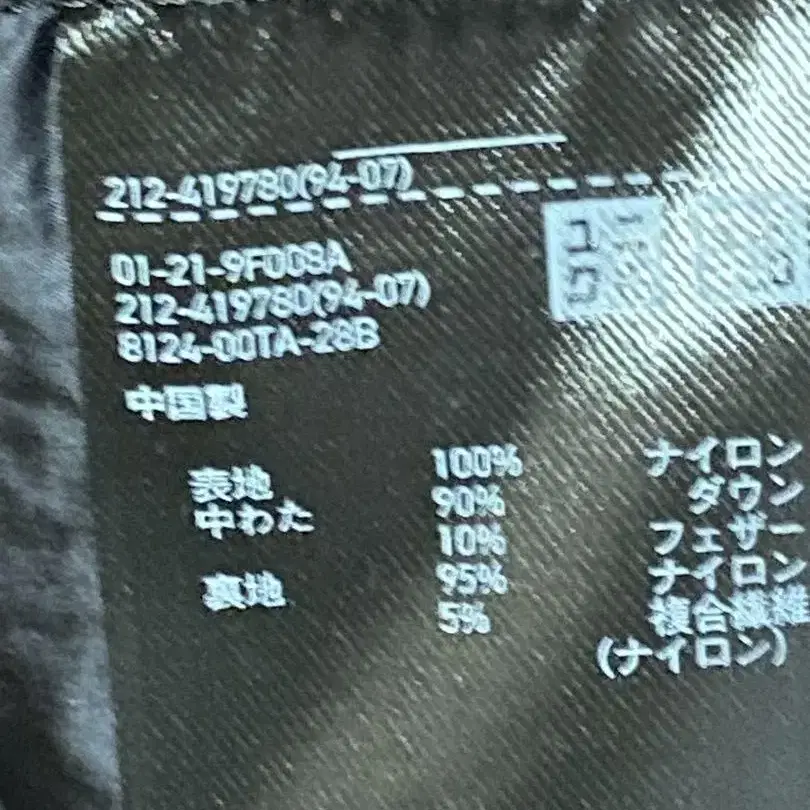 212-419780(94-07)
01-21-9F008A
212-419780(94-07)
8124-00TA-28B
中国製
表地 100% ナイロン
中わた 90% ダウン
10% フェザー
裏地 95% ナイロン
5% 複合繊維
(ナイロン)